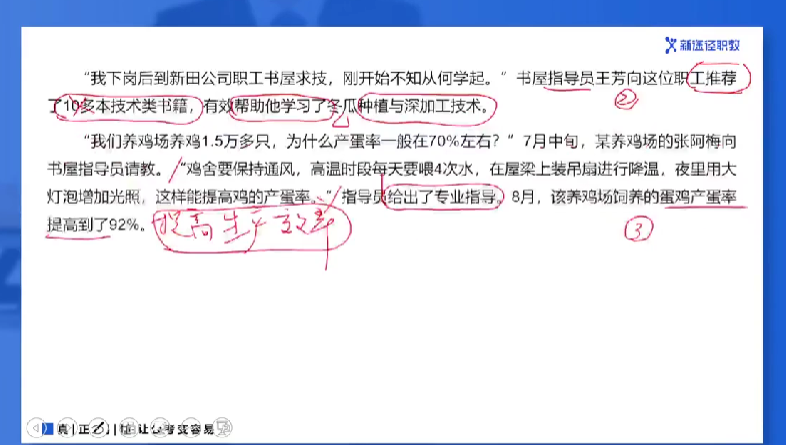 新途径职教
“我下岗后到新田公司职工书屋求技，刚开始不知从何学起。”书屋指导员王芳向这位职工推荐
了10多本技术类书籍，有效帮助他学习了冬瓜种植与深加工技术。
②
“我们养鸡场养鸡1.5万多只，为什么产蛋率一般在70%左右？”7月中旬，某养鸡场的张阿梅向
书屋指导员请教。“鸡舍要保持通风，高温时段每天要喂4次水，在屋梁上装吊扇进行降温，夜里用大
灯泡增加光照，这样能提高鸡的产蛋率。”指导员给出了专业指导。8月，该养鸡场饲养的蛋鸡产蛋率
提高到了92%。
提高生产效率
③
真|正
让公考变容易